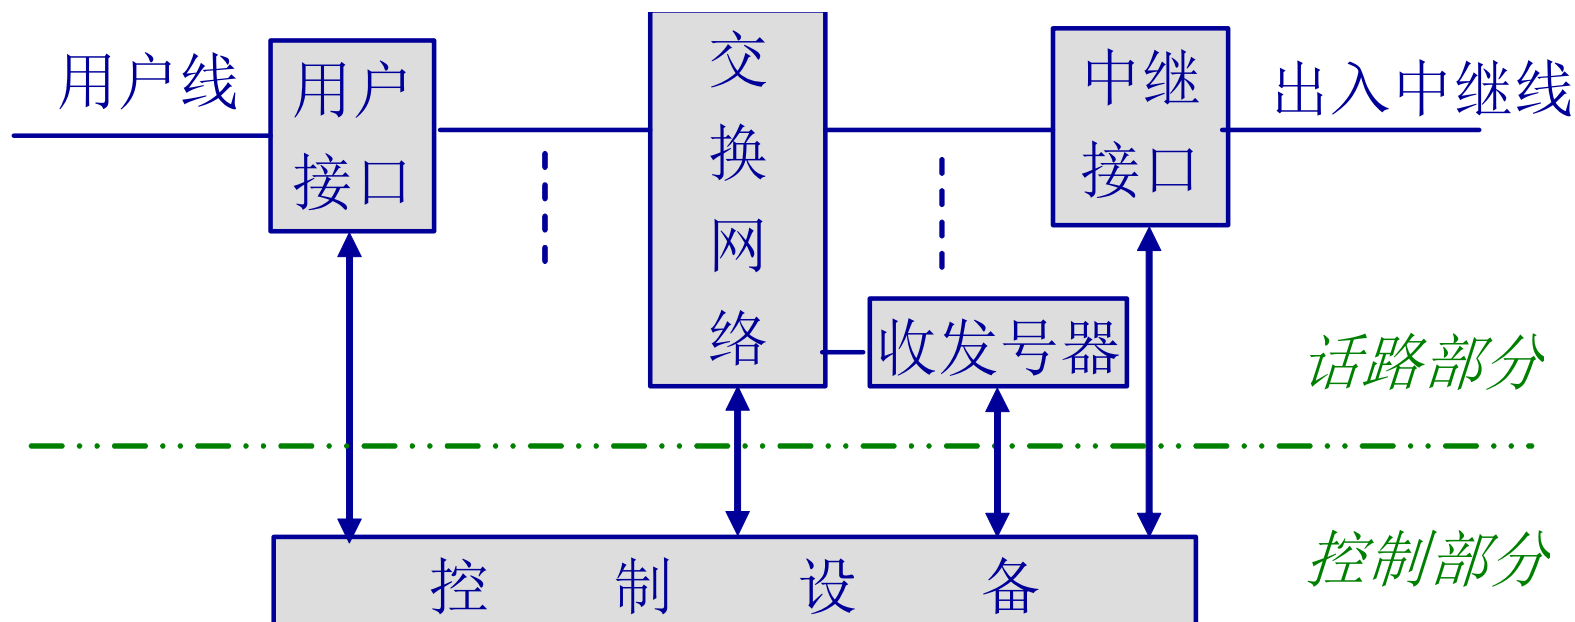 用户线
用户
接口
交
换
网
络
中继
接口
出入中继线
收发号器
话路部分
控制部分
控制设备